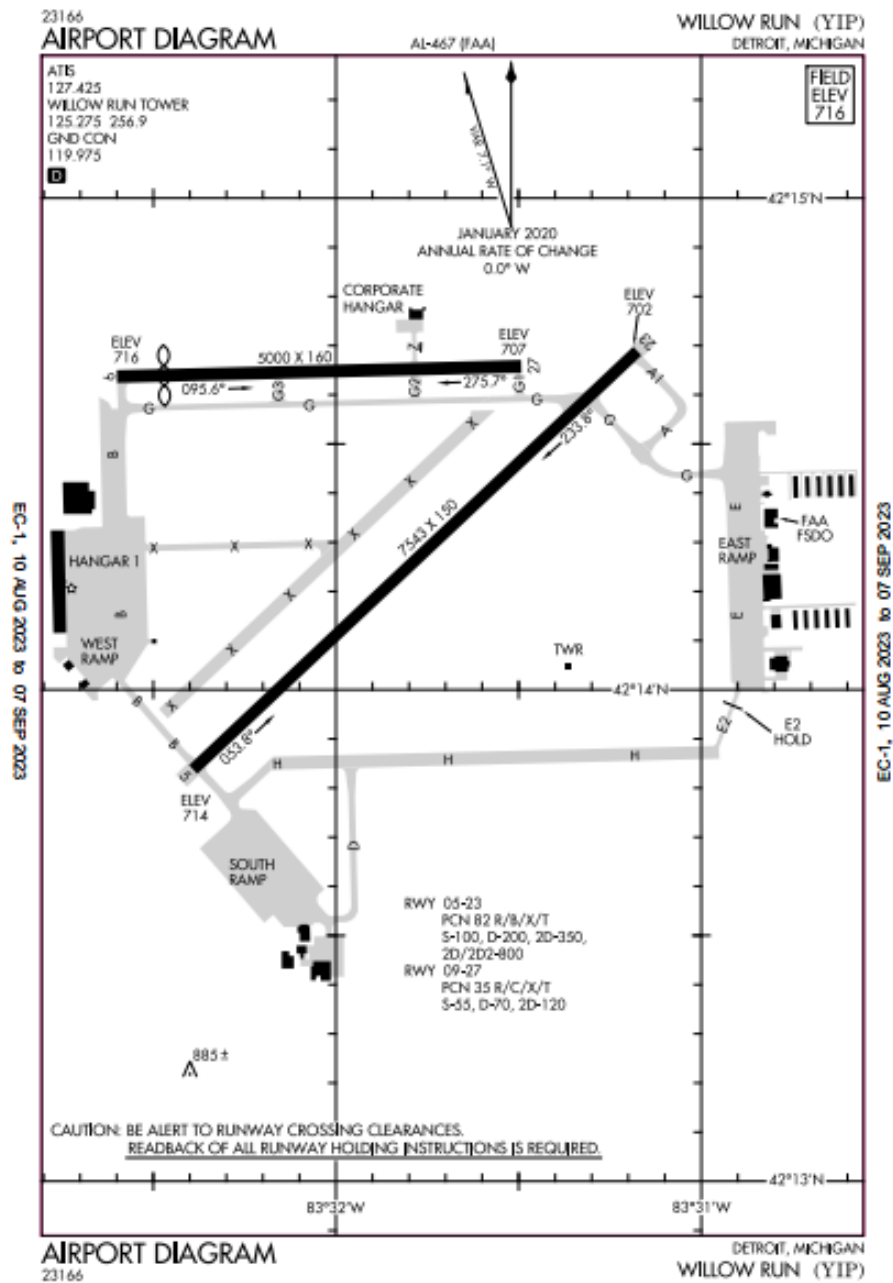 23166
AIRPORT DIAGRAM
AL-467 (FAA)
WILLOW RUN (YIP)
DETROIT, MICHIGAN
ATIS
127.425
WILLOW RUN TOWER
125.275 256.9
GND CON
119.975
D
FIELD
ELEV
716
VAR 7.1° W
42°15'N
JANUARY 2020
ANNUAL RATE OF CHANGE
0.0° W
CORPORATE
HANGAR
ELEV
702
ELEV
716
5000 X 160
ELEV
707
Z
23
9
27
095.6°
G3
G2
275.7°
G1
A1
G
G
G
G
A
233.8°
G
B
X
X
7543 X 150
E
FAA
FSDO
EAST
RAMP
HANGAR 1
X
X
X
X
X
B
E
WEST
RAMP
X
TWR
42°14'N
B
X
E2
E2
HOLD
B
053.8°
5
H
H
H
ELEV
714
D
SOUTH
RAMP
RWY 05-23
PCN 82 R/B/X/T
S-100, D-200, 2D-350,
2D/2D2-800
RWY 09-27
PCN 35 R/C/X/T
S-55, D-70, 2D-120
885±
CAUTION: BE ALERT TO RUNWAY CROSSING CLEARANCES.
READBACK OF ALL RUNWAY HOLDING INSTRUCTIONS IS REQUIRED.
42°13'N
83°32'W
83°31'W
EC-1, 10 AUG 2023 to 07 SEP 2023
EC-1, 10 AUG 2023 to 07 SEP 2023
AIRPORT DIAGRAM
23166
DETROIT, MICHIGAN
WILLOW RUN (YIP)